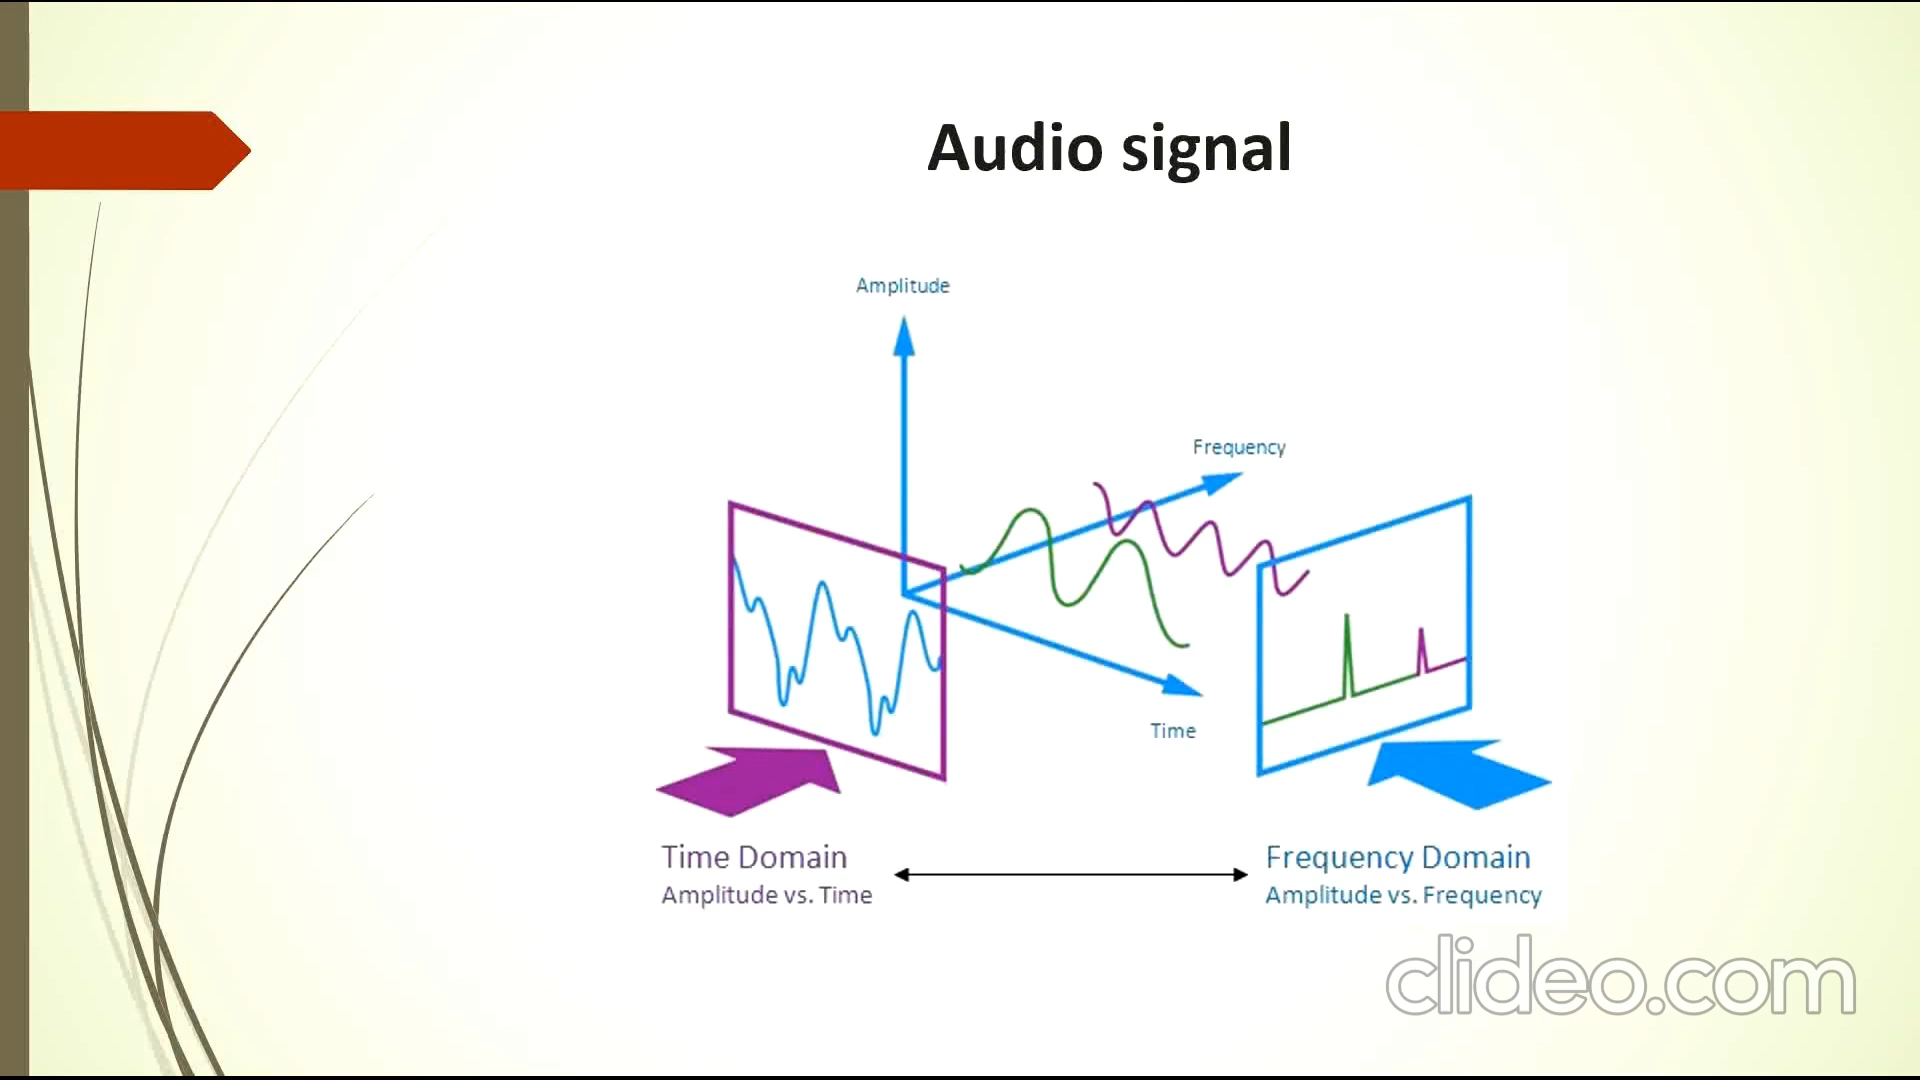 Audio signal
Amplitude
Frequency
Time
Time Domain
Amplitude vs. Time
Frequency Domain
Amplitude vs. Frequency
clideo.com